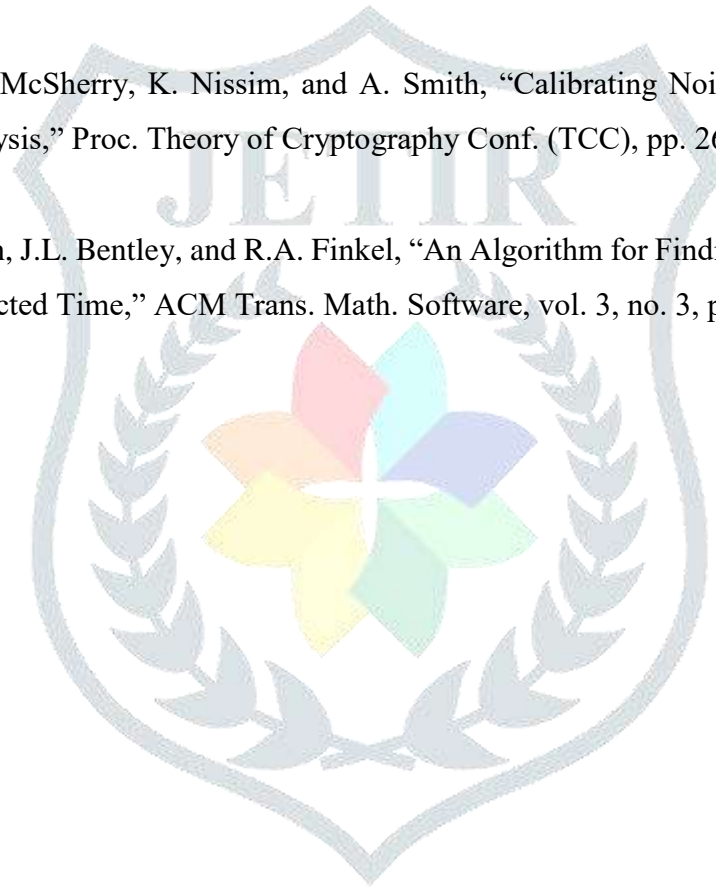 McSherry, K. Nissim, and A. Smith, “Calibrating Noi
ysis,” Proc. Theory of Cryptography Conf. (TCC), pp. 26
JETIR
, J.L. Bentley, and R.A. Finkel, “An Algorithm for Find
cted Time,” ACM Trans. Math. Software, vol. 3, no. 3, p